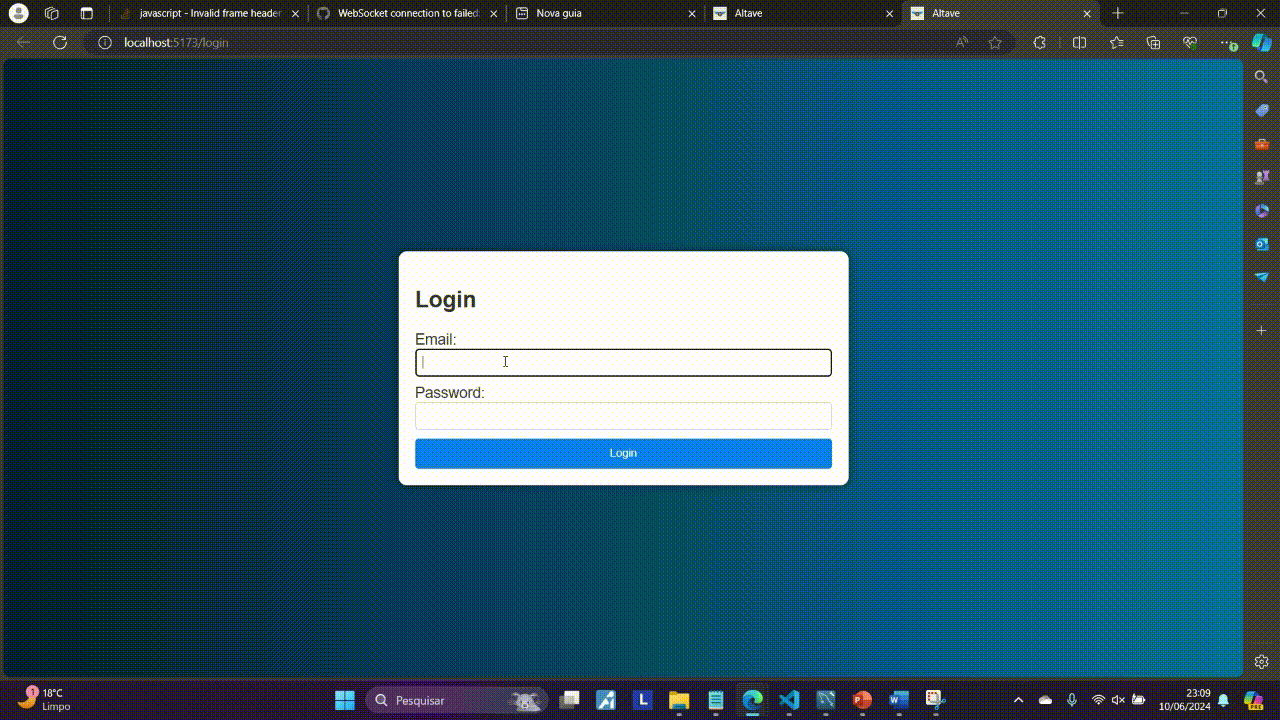 javascript - Invalid frame header
WebSocket connection to failed:
Nova guia
Altave
Altave
localhost:5173/login
Login
Email:
Password:
Login
1
18°C
Limpo
Pesquisar
L
23:09
10/06/2024